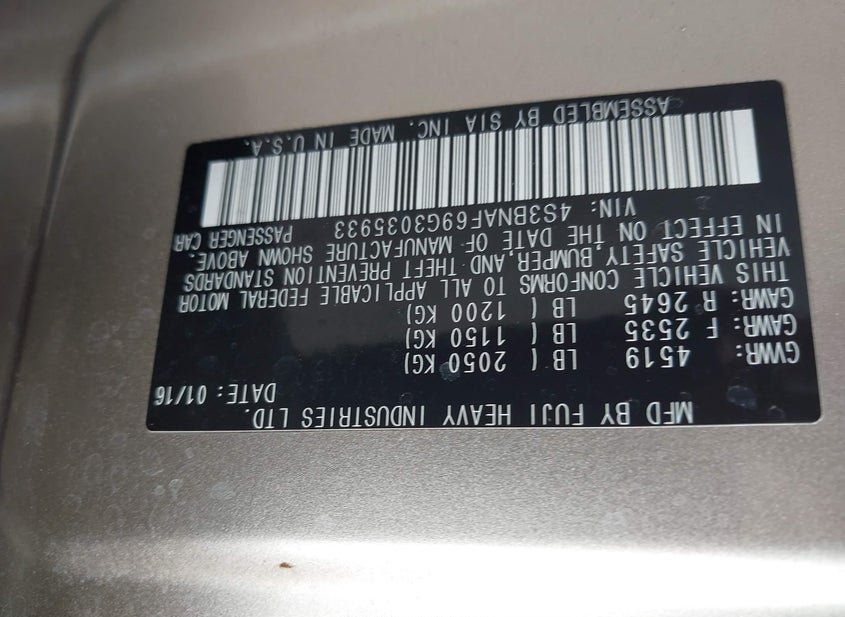 MFD BY FUJI HEAVY INDUSTRIES LTD.
DATE: 01/16
GVWR: 4519 LB ( 2050 KG)
GAWR: F 2535 LB ( 1150 KG)
GAWR: R 2645 LB ( 1200 KG)
THIS VEHICLE CONFORMS TO ALL APPLICABLE FEDERAL MOTOR
VEHICLE SAFETY,BUMPER,AND THEFT PREVENTION STANDARDS
IN EFFECT ON THE DATE OF MANUFACTURE SHOWN ABOVE.
VIN: 4S3BNAF69G3035933 PASSENGER CAR
ASSEMBLED BY SIA INC. MADE IN U.S.A.